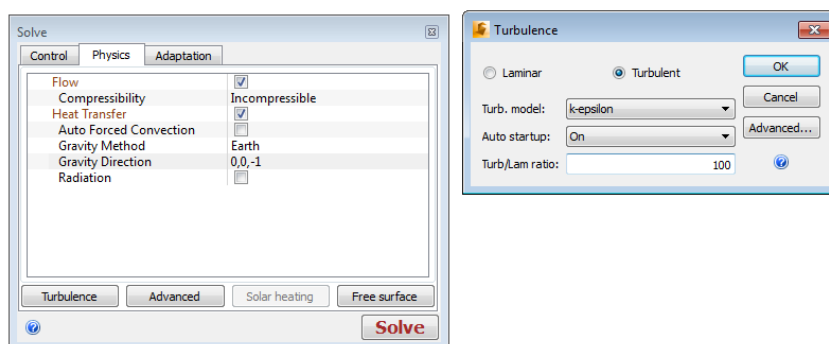 Solve
Control Physics Adaptation
Flow
Compressibility Incompressible
Heat Transfer
Auto Forced Convection
Gravity Method Earth
Gravity Direction 0,0,-1
Radiation
Turbulence Advanced Solar heating Free surface
Solve
Turbulence
Laminar Turbulent OK
Cancel
Turb. model: k-epsilon
Auto startup: On Advanced...
Turb/Lam ratio: 100